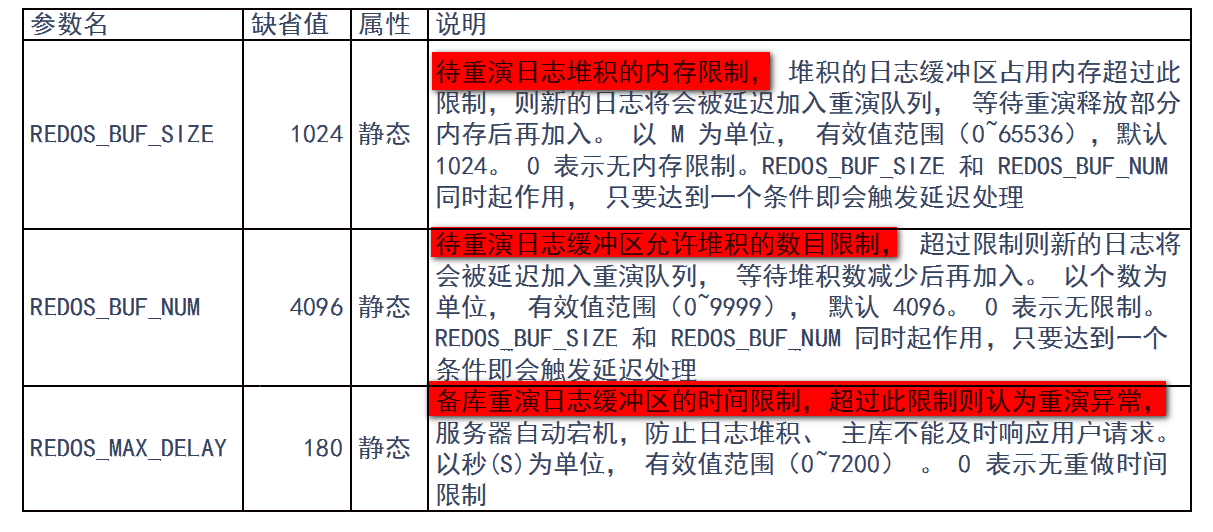 参数名 缺省值 属性 说明
待重演日志堆积的内存限制， 堆积的日志缓冲区占用内存超过此
限制，则新的日志将会被延迟加入重演队列， 等待重演释放部分
REDOS_BUF_SIZE 1024 静态 内存后再加入。 以 M 为单位， 有效值范围（0~65536），默认
1024。 0 表示无内存限制。REDOS_BUF_SIZE 和 REDOS_BUF_NUM
同时起作用， 只要达到一个条件即会触发延迟处理
待重演日志缓冲区允许堆积的数目限制， 超过限制则新的日志将
会被延迟加入重演队列， 等待堆积数减少后再加入。 以个数为
REDOS_BUF_NUM 4096 静态 单位， 有效值范围（0~9999）， 默认 4096。 0 表示无限制。
REDOS_BUF_SIZE 和 REDOS_BUF_NUM 同时起作用，只要达到一个
条件即会触发延迟处理
备库重演日志缓冲区的时间限制，超过此限制则认为重演异常，
服务器自动宕机，防止日志堆积、 主库不能及时响应用户请求。
REDOS_MAX_DELAY 180 静态 以秒(S)为单位， 有效值范围（0~7200） 。 0 表示无重做时间
限制